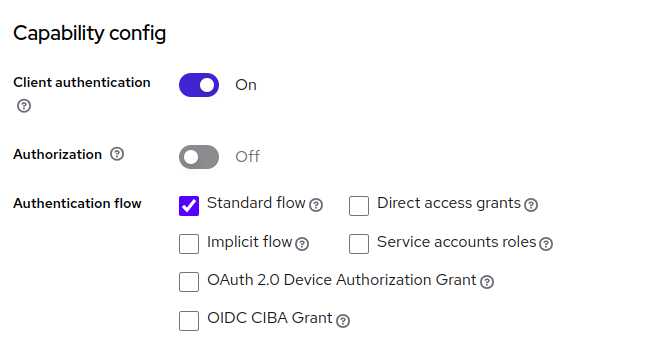 Capability config
Client authentication
On
Authorization
Off
Authentication flow
Standard flow
Direct access grants
Implicit flow
Service accounts roles
OAuth 2.0 Device Authorization Grant
OIDC CIBA Grant